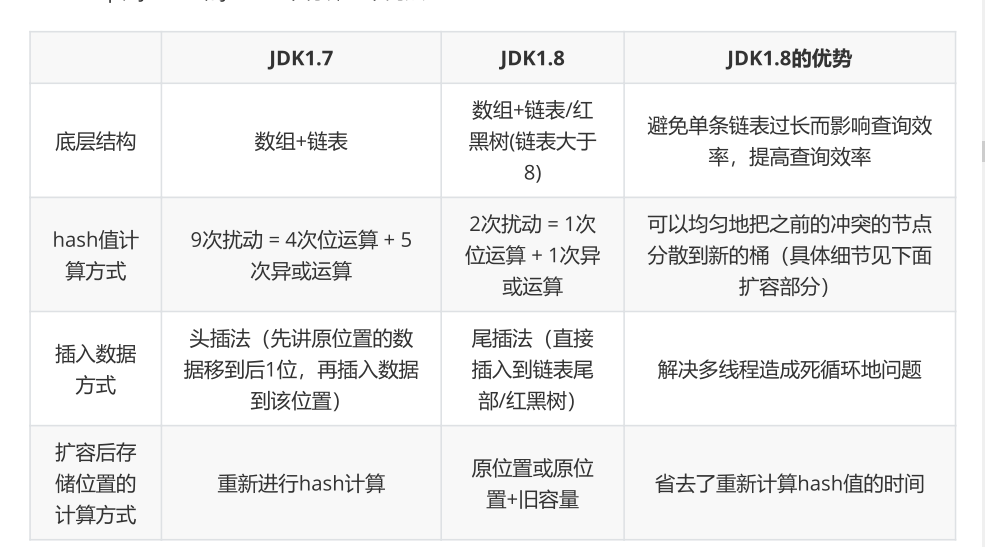 JDK1.7
JDK1.8
JDK1.8的优势
底层结构
数组+链表
数组+链表/红
黑树(链表大于
8)
避免单条链表过长而影响查询效
率，提高查询效率
hash值计
算方式
9次扰动 = 4次位运算 + 5
次异或运算
2次扰动 = 1次
位运算 + 1次异
或运算
可以均匀地把之前的冲突的节点
分散到新的桶（具体细节见下面
扩容部分）
插入数据
方式
头插法（先讲原位置的数
据移到后1位，再插入数据
到该位置）
尾插法（直接
插入到链表尾
部/红黑树）
解决多线程造成死循环地问题
扩容后存
储位置的
计算方式
重新进行hash计算
原位置或原位
置+旧容量
省去了重新计算hash值的时间